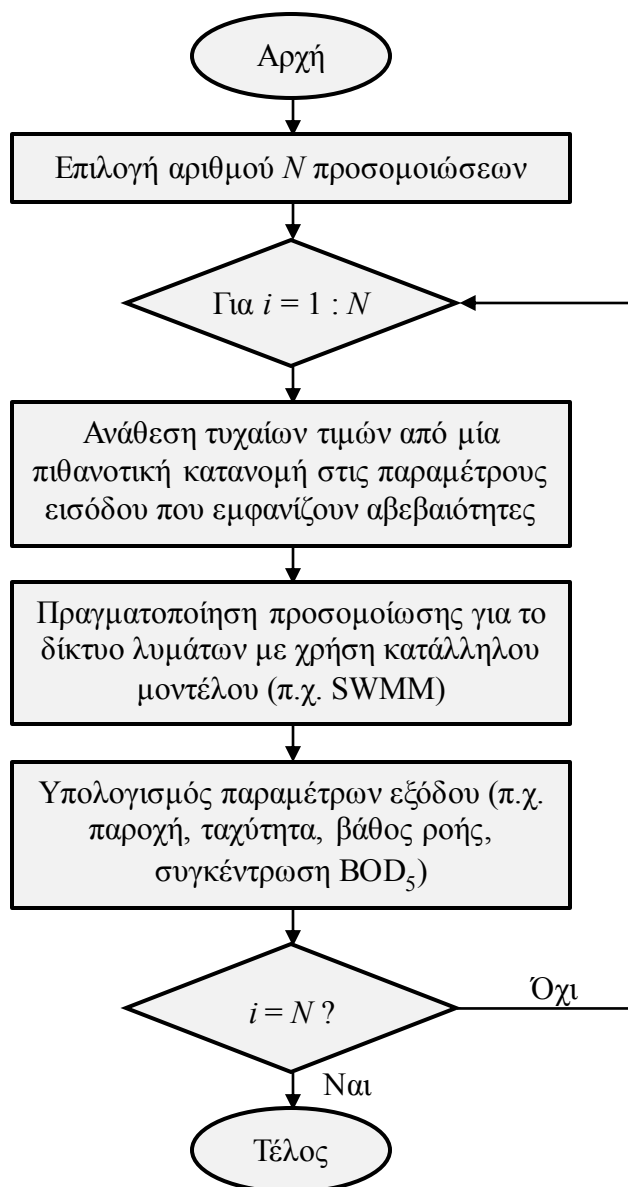 Αρχή
Επιλογή αριθμού N προσομοιώσεων
Για i = 1 : N
Ανάθεση τυχαίων τιμών από μία
πιθανοτική κατανομή στις παραμέτρους
εισόδου που εμφανίζουν αβεβαιότητες
Πραγματοποίηση προσομοίωσης για το
δίκτυο λυμάτων με χρήση κατάλληλου
μοντέλου (π.χ. SWMM)
Υπολογισμός παραμέτρων εξόδου (π.χ.
παροχή, ταχύτητα, βάθος ροής,
συγκέντρωση BOD₅)
i = N ?
Όχι
Ναι
Τέλος